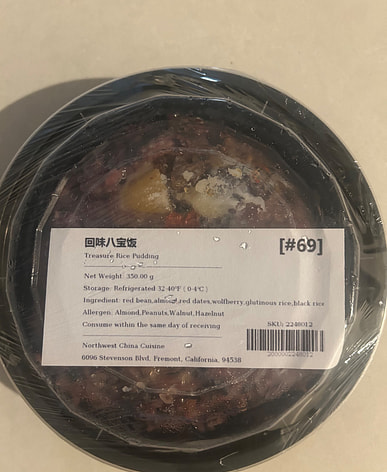 回味八宝饭
[#69]
Treasure Rice Pudding
Net Weight: 350.00 g
Storage: Refrigerated 32-40°F ( 0-4°C )
Ingredient: red bean,almond,red dates,wolfberry,glutinous rice,black rice
Allergen: Almond,Peanuts,Walnut,Hazelnut
Consume within the same day of receiving
SKU: 2248012
2000002248012
Northwest China Cuisine
6096 Stevenson Blvd, Fremont, California, 94538